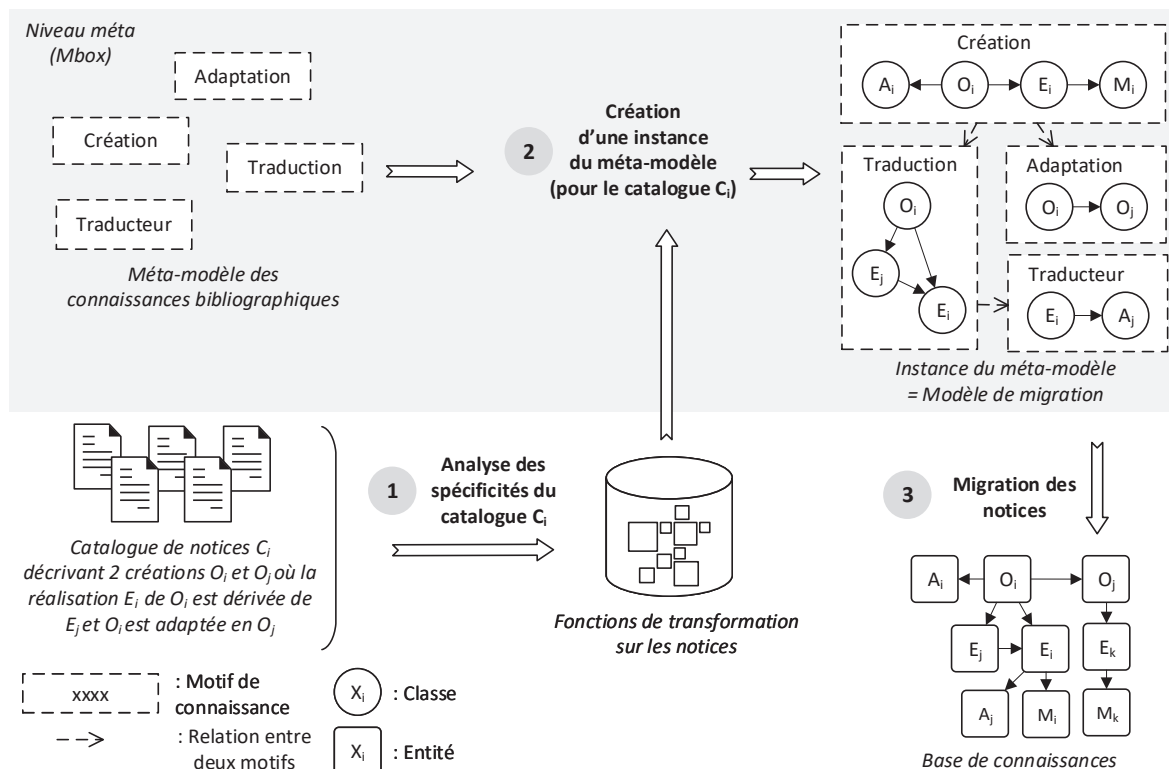 Niveau méta
(Mbox)
Adaptation
Création
Traduction
Traducteur
Méta-modèle des
connaissances bibliographiques
2
Création
d'une instance
du méta-modèle
(pour le catalogue Ci)
Création
Ai
Oi
Ei
Mi
Traduction
Oi
Ej
Ei
Adaptation
Oi
Oj
Traducteur
Ei
Aj
Instance du méta-modèle
= Modèle de migration
Catalogue de notices Ci
décrivant 2 créations Oi et Oj où la
réalisation Ei de Oi est dérivée de
Ej et Oi est adaptée en Oj
1
Analyse des
spécificités du
catalogue Ci
Fonctions de transformation
sur les notices
3
Migration des
notices
Ai
Oi
Oj
Ej
Ei
Ek
Aj
Mi
Mk
Base de connaissances
xxxx
: Motif de
connaissance
: Relation entre
deux motifs
Xi
: Classe
Xi
: Entité